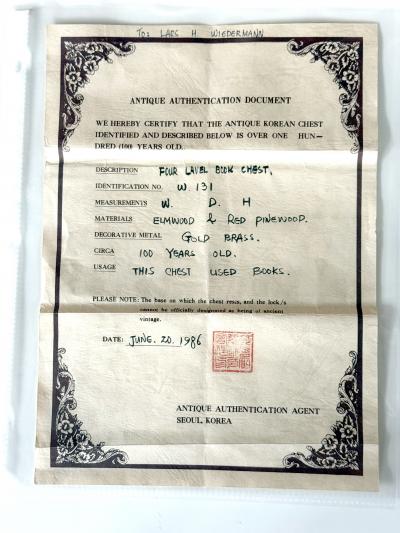 TO: LARS H WIEDERMANN
ANTIQUE AUTHENTICATION DOCUMENT
WE HEREBY CERTIFY THAT THE ANTIQUE KOREAN CHEST
IDENTIFIED AND DESCRIBED BELOW IS OVER ONE HUN-
DRED (100) YEARS OLD.
DESCRIPTION FOUR LAVEL BOOK CHEST.
IDENTIFICATION NO. W. 131
MEASUREMENTS W. D. H
MATERIALS ELMWOOD & RED PINEWOOD.
DECORATIVE METAL GOLD BRASS.
CIRCA 100 YEARS OLD.
USAGE THIS CHEST USED BOOKS.
PLEASE NOTE: The base on which the chest rests, and the lock/s
cannot be officially designated as being of ancient
vintage.
DATE: JUNE. 20. 1986
ANTIQUE AUTHENTICATION AGENT
SEOUL, KOREA